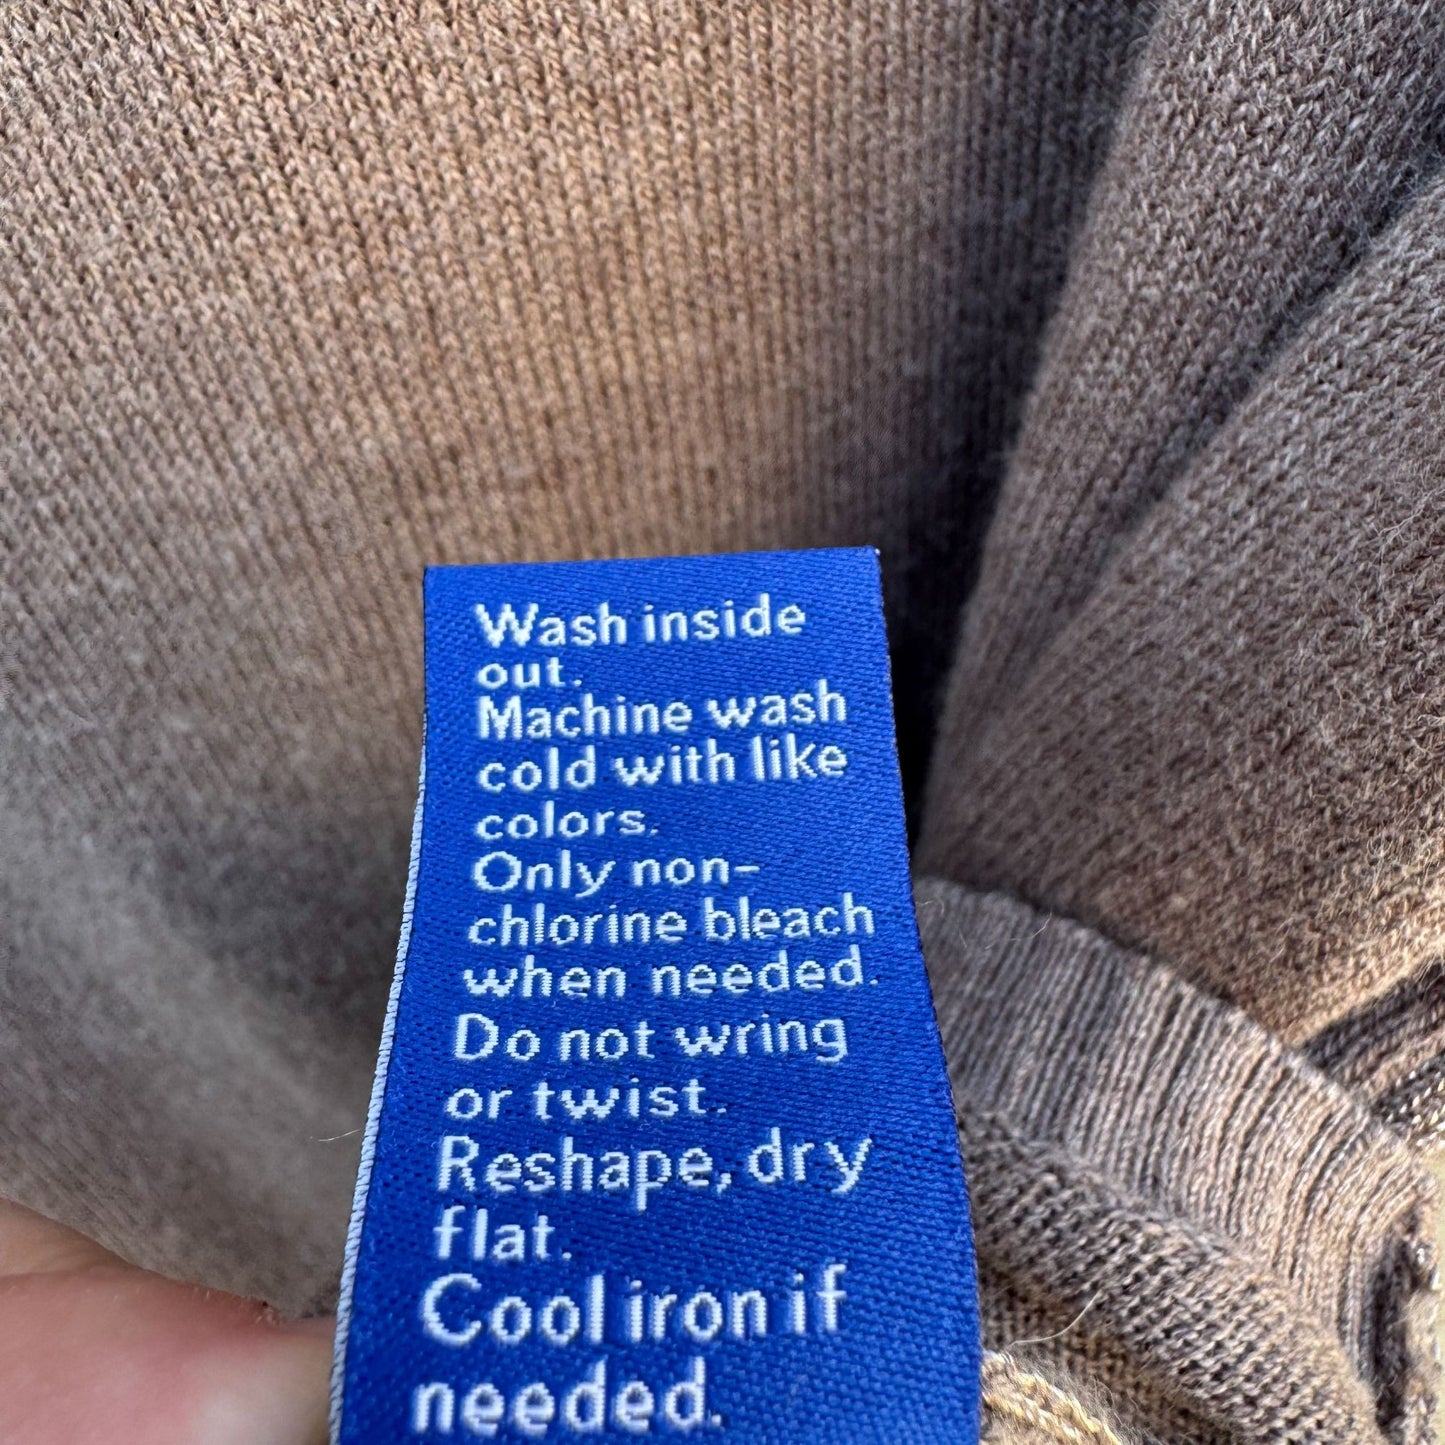 Wash inside
out.
Machine wash
cold with like
colors.
Only non-
chlorine bleach
when needed.
Do not wring
or twist.
Reshape, dry
flat.
Cool iron if
needed.